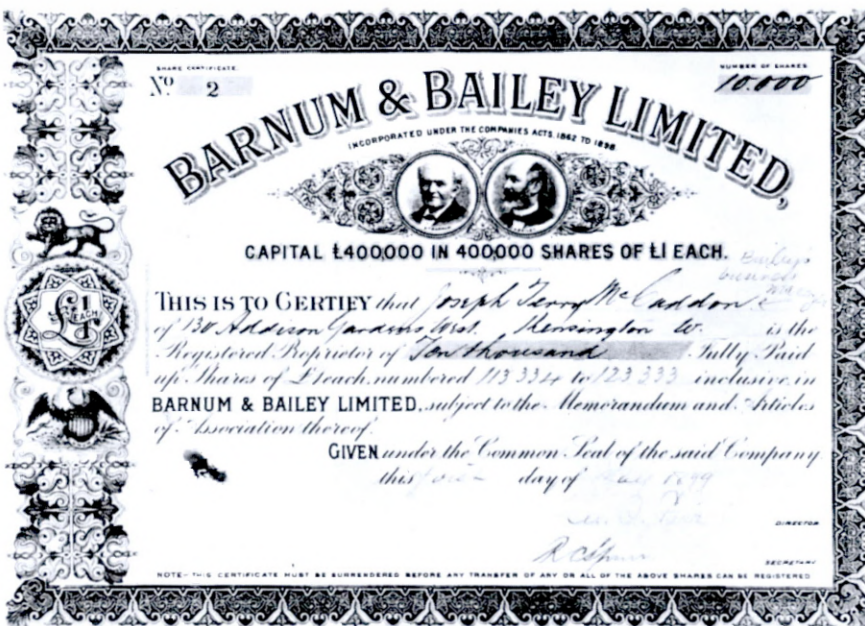 SHARE CERTIFICATE.
NUMBER OF SHARES
No 2
10.000
BARNUM & BAILEY LIMITED,
INCORPORATED UNDER THE COMPANIES ACTS, 1862 TO 1898.
CAPITAL £400,000 IN 400,000 SHARES OF £1 EACH.
Bailey's
business
THIS IS TO CERTIFY that Joseph Terry McCaddon
of 130 Addison Gardens West. Kensington W. is the
Registered Proprietor of Ten thousand Fully Paid
up Shares of £1 each, numbered 113334 to 123333 inclusive in
BARNUM & BAILEY LIMITED, subject to the Memorandum and Articles
of Association thereof.
£1
EACH
GIVEN under the Common Seal of the said Company
this day of 1899
DIRECTOR
SECRETARY
NOTE-THIS CERTIFICATE MUST BE SURRENDERED BEFORE ANY TRANSFER OF ANY OR ALL OF THE ABOVE SHARES CAN BE REGISTERED